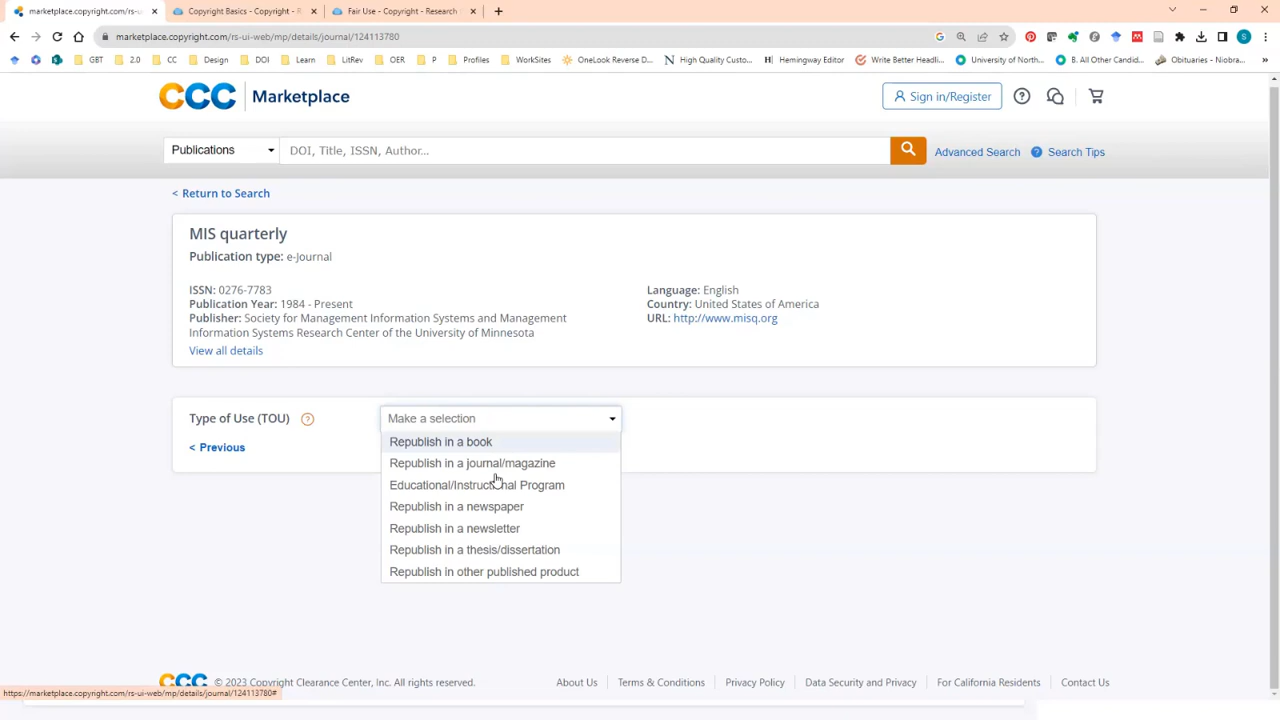 marketplace.copyright.com/rs-ui-
Copyright Basics - Copyright - R
Fair Use - Copyright - Research
marketplace.copyright.com/rs-ui-web/mp/details/journal/124113780
GBT
2.0
CC
Design
DOI
Learn
LitRev
OER
P
Profiles
WorkSites
OneLook Reverse D...
High Quality Custo...
Hemingway Editor
Write Better Headli...
University of North...
B. All Other Candid...
Obituaries - Niobra...
CCC Marketplace
Sign in/Register
Publications
DOI, Title, ISSN, Author...
Advanced Search
Search Tips
< Return to Search
MIS quarterly
Publication type: e-Journal
ISSN: 0276-7783
Publication Year: 1984 - Present
Publisher: Society for Management Information Systems and Management
Information Systems Research Center of the University of Minnesota
View all details
Language: English
Country: United States of America
URL: http://www.misq.org
Type of Use (TOU)
Make a selection
< Previous
Republish in a book
Republish in a journal/magazine
Educational/Instructional Program
Republish in a newspaper
Republish in a newsletter
Republish in a thesis/dissertation
Republish in other published product
CCC © 2023 Copyright Clearance Center, Inc. All rights reserved.
About Us
Terms & Conditions
Privacy Policy
Data Security and Privacy
For California Residents
Contact Us
https://marketplace.copyright.com/rs-ui-web/mp/details/journal/124113780#